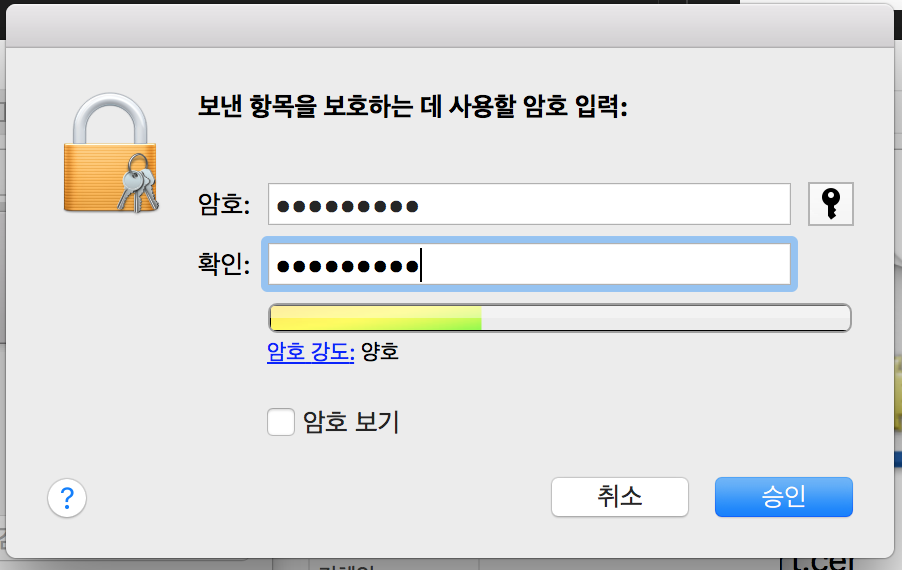 보낸 항목을 보호하는 데 사용할 암호 입력:
암호: ●●●●●●●●●
확인: ●●●●●●●●●
암호 강도: 양호
암호 보기
? 취소 승인